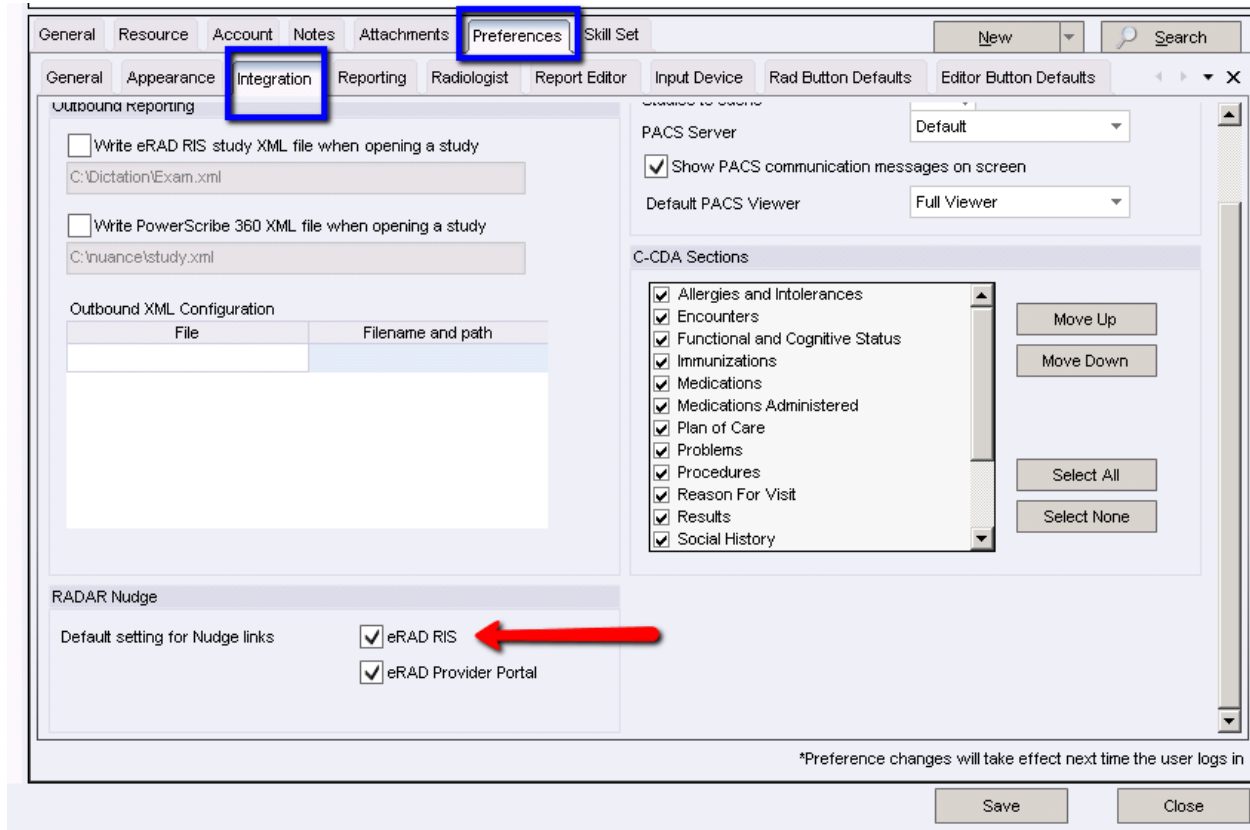 General Resource Account Notes Attachments Preferences Skill Set New Search
General Appearance Integration Reporting Radiologist Report Editor Input Device Rad Button Defaults Editor Button Defaults
Outbound Reporting
Write eRAD RIS study XML file when opening a study
C:\Dictation\Exam.xml
Write PowerScribe 360 XML file when opening a study
C:\nuance\study.xml
Outbound XML Configuration
File Filename and path
RADAR Nudge
Default setting for Nudge links eRAD RIS
eRAD Provider Portal
PACS Server Default
Show PACS communication messages on screen
Default PACS Viewer Full Viewer
C-CDA Sections
Allergies and Intolerances
Encounters
Functional and Cognitive Status
Immunizations
Medications
Medications Administered
Plan of Care
Problems
Procedures
Reason For Visit
Results
Social History
Move Up
Move Down
Select All
Select None
*Preference changes will take effect next time the user logs in
Save Close